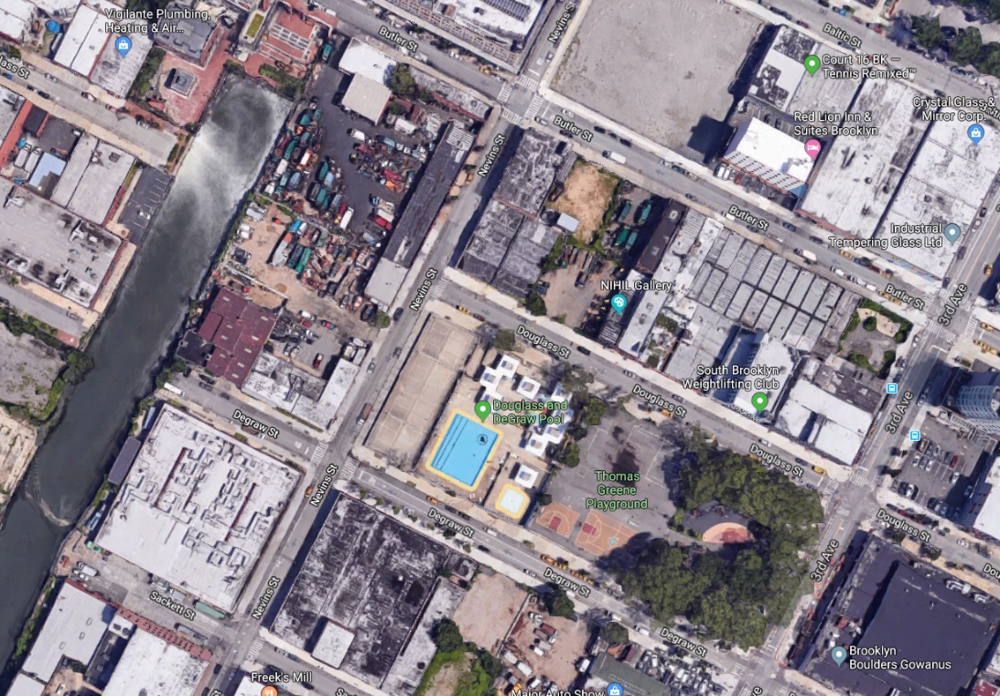 Vigilante Plumbing,
Heating & Air...
Butler St
Nevins S
Baltic St
Court 16 BK –
Tennis Remixed™
lass St
Crystal Glass &
Mirror Corp.
Red Lion Inn &
Suites Brooklyn
Butler St
Nevins St
Butler St
Industrial
Tempering Glass Ltd
Nevins St
NIHIL Gallery
Butler St
3rd Ave
Douglass St
South Brooklyn
Weightlifting Club
Douglass St
Douglass and
DeGraw Pool
3rd Ave
Degraw St
Douglass St
Nevins St
Thomas
Greene
Playground
Degraw St
Douglass St
3rd Ave
Degraw St
Nevins St
Sackett St
Degraw St
Brooklyn
Boulders Gowanus
Freek's Mill
Major Auto Show